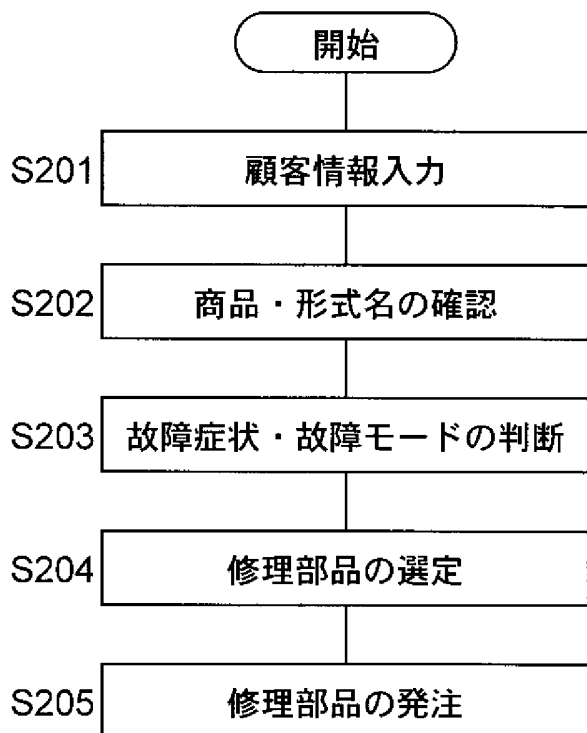 開始
S201 顧客情報入力
S202 商品・形式名の確認
S203 故障症状・故障モードの判断
S204 修理部品の選定
S205 修理部品の発注